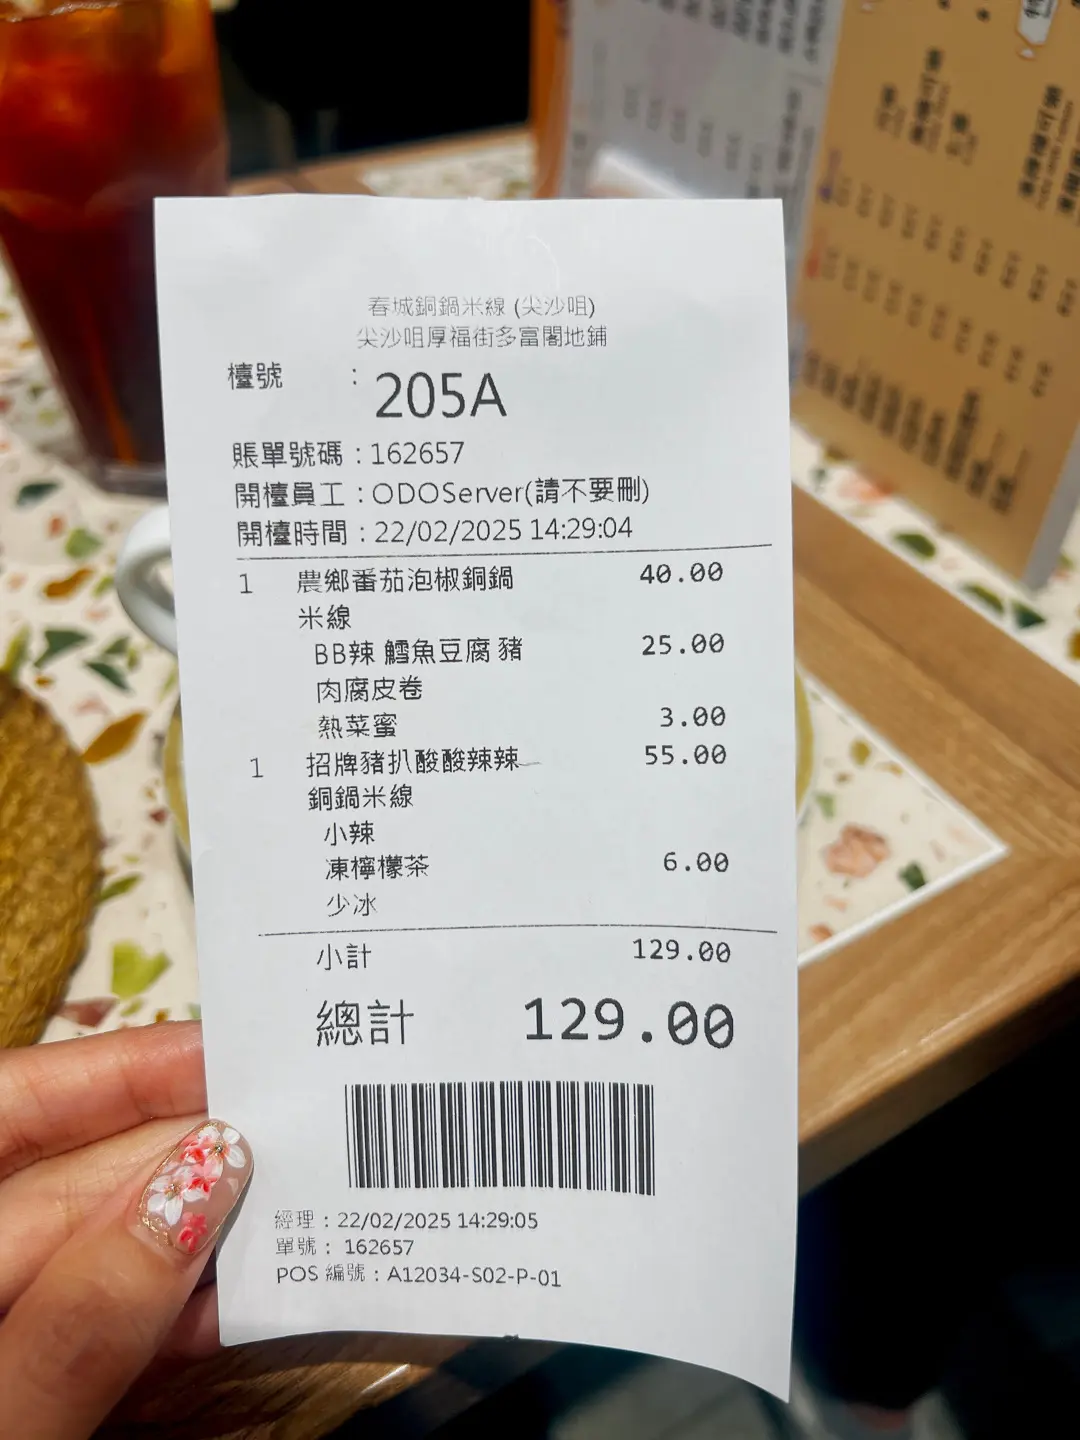 春城銅鍋米線 (尖沙咀)
尖沙咀厚福街多富閣地鋪
檯號 : 205A
賬單號碼 : 162657
開檯員工 : ODOServer(請不要刪)
開檯時間 : 22/02/2025 14:29:04
1 農鄉番茄泡椒銅鍋 40.00
米線
BB辣 鱈魚豆腐 豬 25.00
肉腐皮卷
熱菜蜜 3.00
1 招牌豬扒酸酸辣辣 55.00
銅鍋米線
小辣
凍檸檬茶 6.00
少冰
小計 129.00
總計 129.00
經理 : 22/02/2025 14:29:05
單號 : 162657
POS 編號 : A12034-S02-P-01